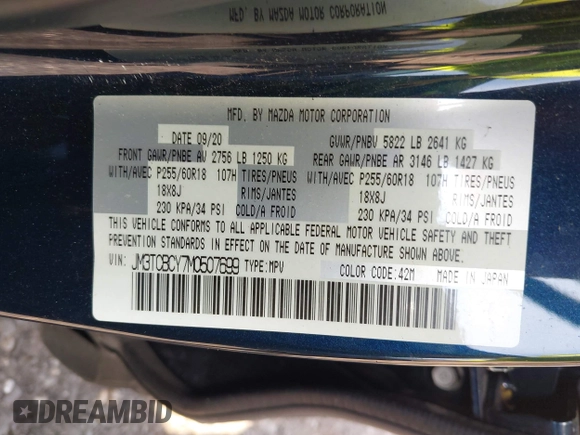 MFD. BY MAZDA MOTOR CORPORATION
MFD. BY MAZDA MOTOR CORPORATION
DATE 09/20 GVWR/PNBV 5822 LB 2641 KG
FRONT GAWR/PNBE AV 2756 LB 1250 KG REAR GAWR/PNBE AR 3146 LB 1427 KG
WITH/AVEC P255/60R18 107H TIRES/PNEUS WITH/AVEC P255/60R18 107H TIRES/PNEUS
18X8J RIMS/JANTES 18X8J RIMS/JANTES
230 KPA/34 PSI COLD/A FROID 230 KPA/34 PSI COLD/A FROID
THIS VEHICLE CONFORMS TO ALL APPLICABLE FEDERAL MOTOR VEHICLE SAFETY AND THEFT
PREVENTION STANDARDS IN EFFECT ON THE DATE OF MANUFACTURE SHOWN ABOVE.
VIN: JM3TCBCY7M0507699 TYPE:MPV COLOR CODE:42M MADE IN JAPAN
DREAMBID